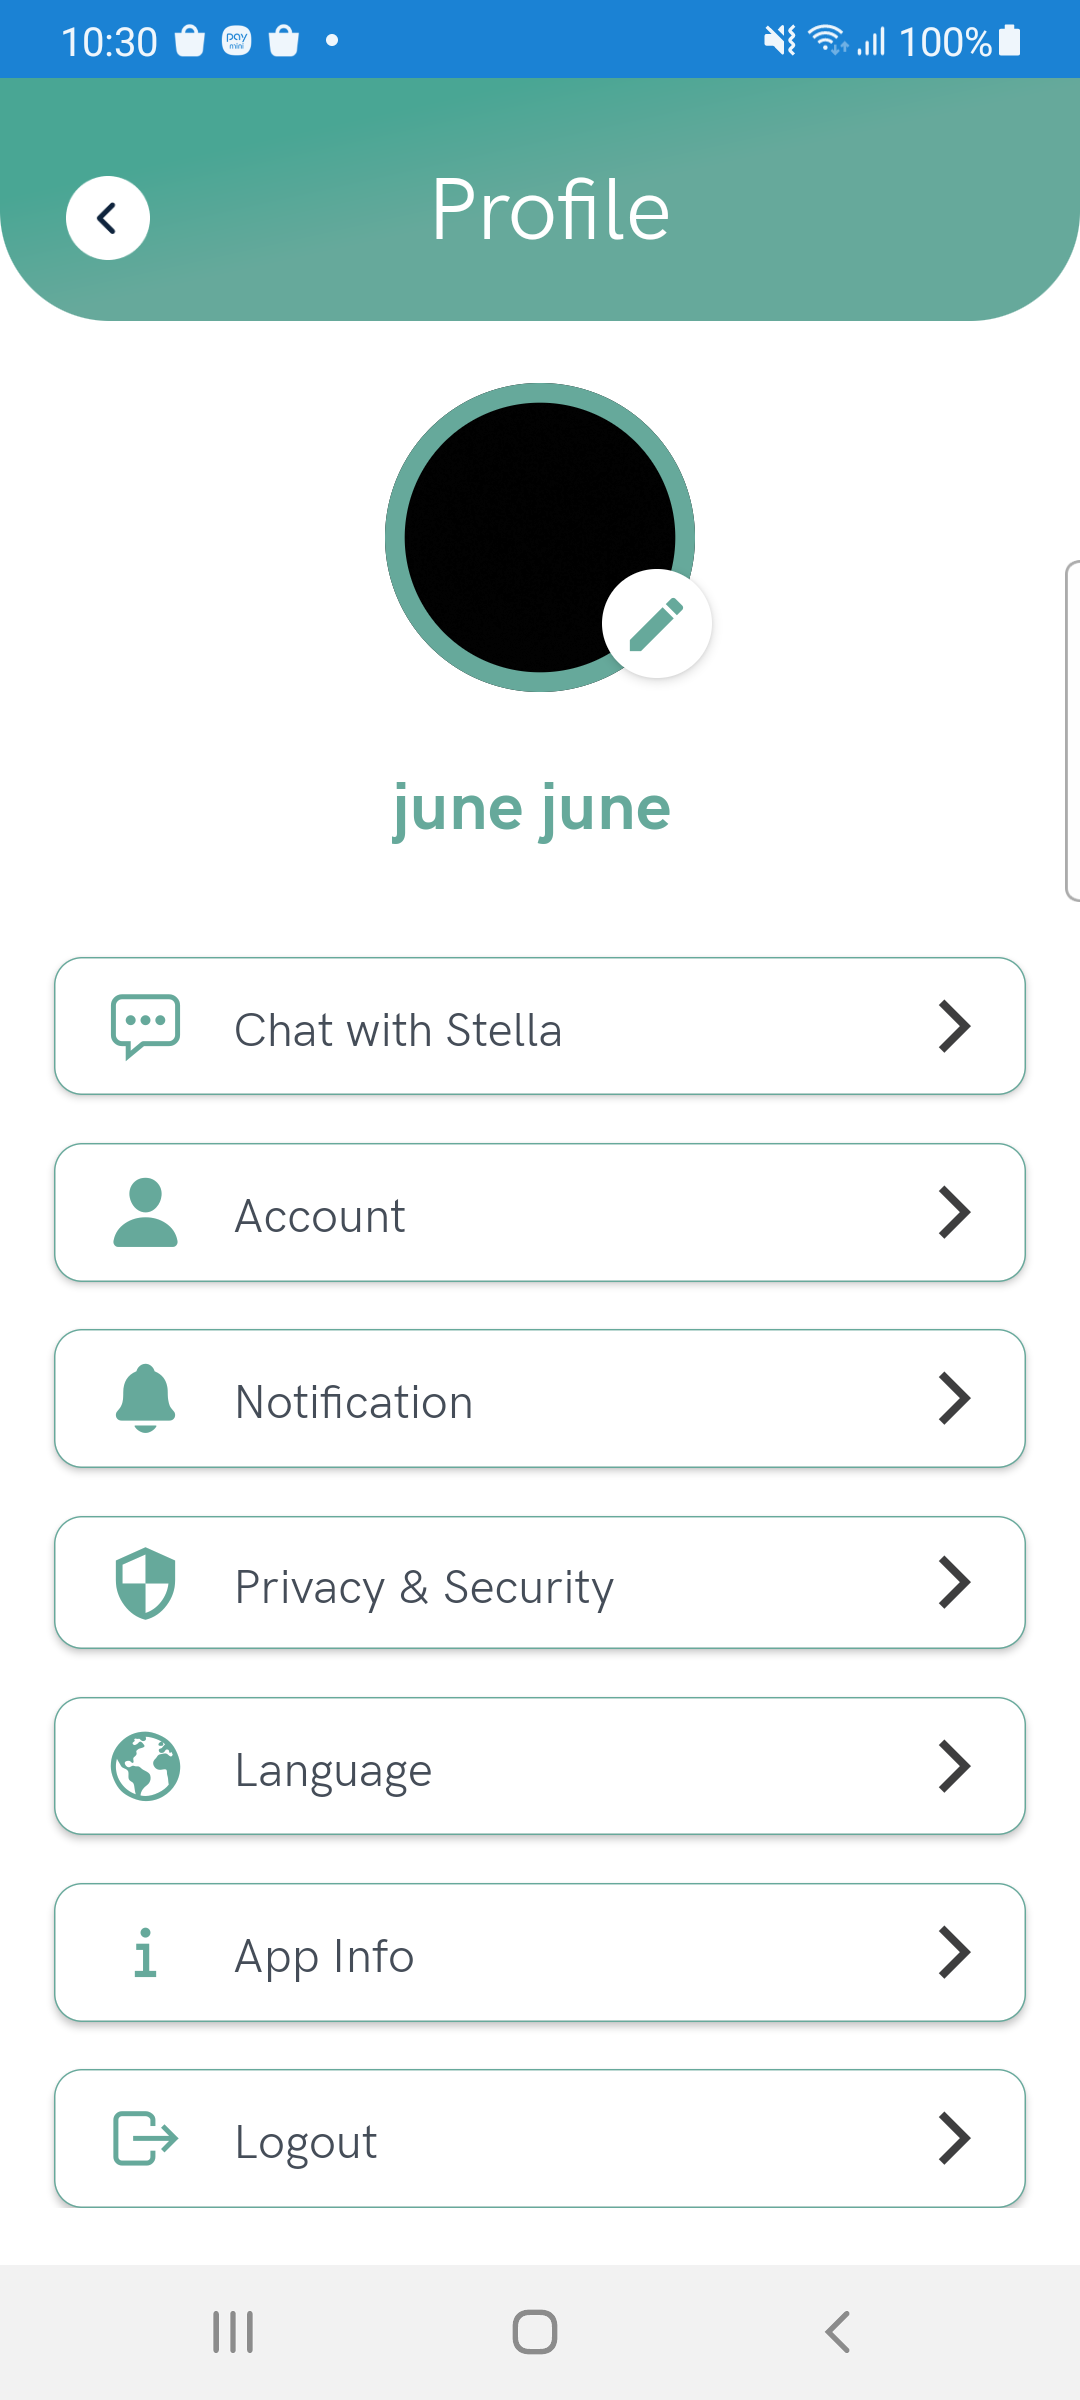 10:30 pay mini 100%
Profile
june june
Chat with Stella
Account
Notification
Privacy & Security
Language
App Info
Logout